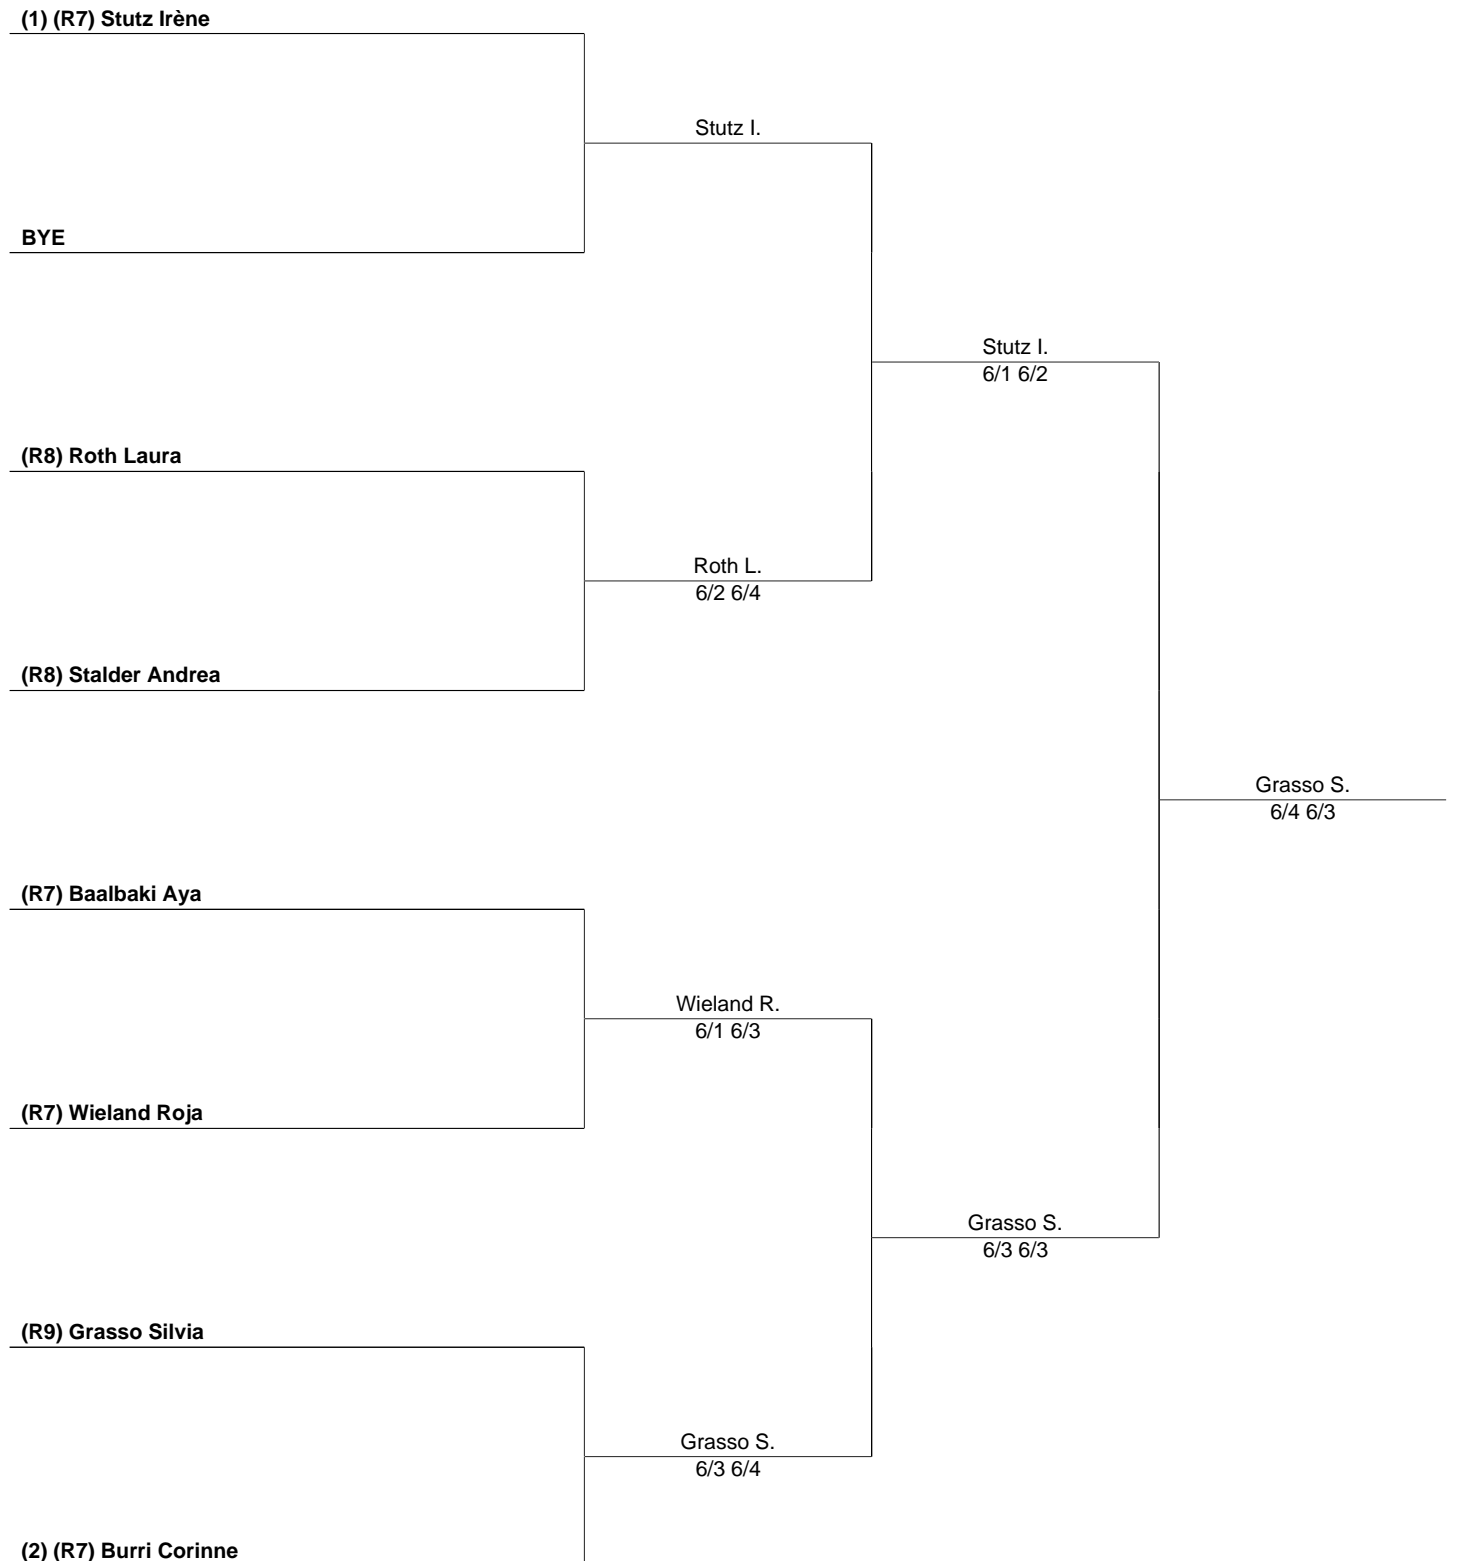 (1) (R7) Stutz Irène
Stutz I.
BYE
Stutz I.
6/1 6/2
(R8) Roth Laura
Roth L.
6/2 6/4
(R8) Stalder Andrea
Grasso S.
6/4 6/3
(R7) Baalbaki Aya
Wieland R.
6/1 6/3
(R7) Wieland Roja
Grasso S.
6/3 6/3
(R9) Grasso Silvia
Grasso S.
6/3 6/4
(2) (R7) Burri Corinne